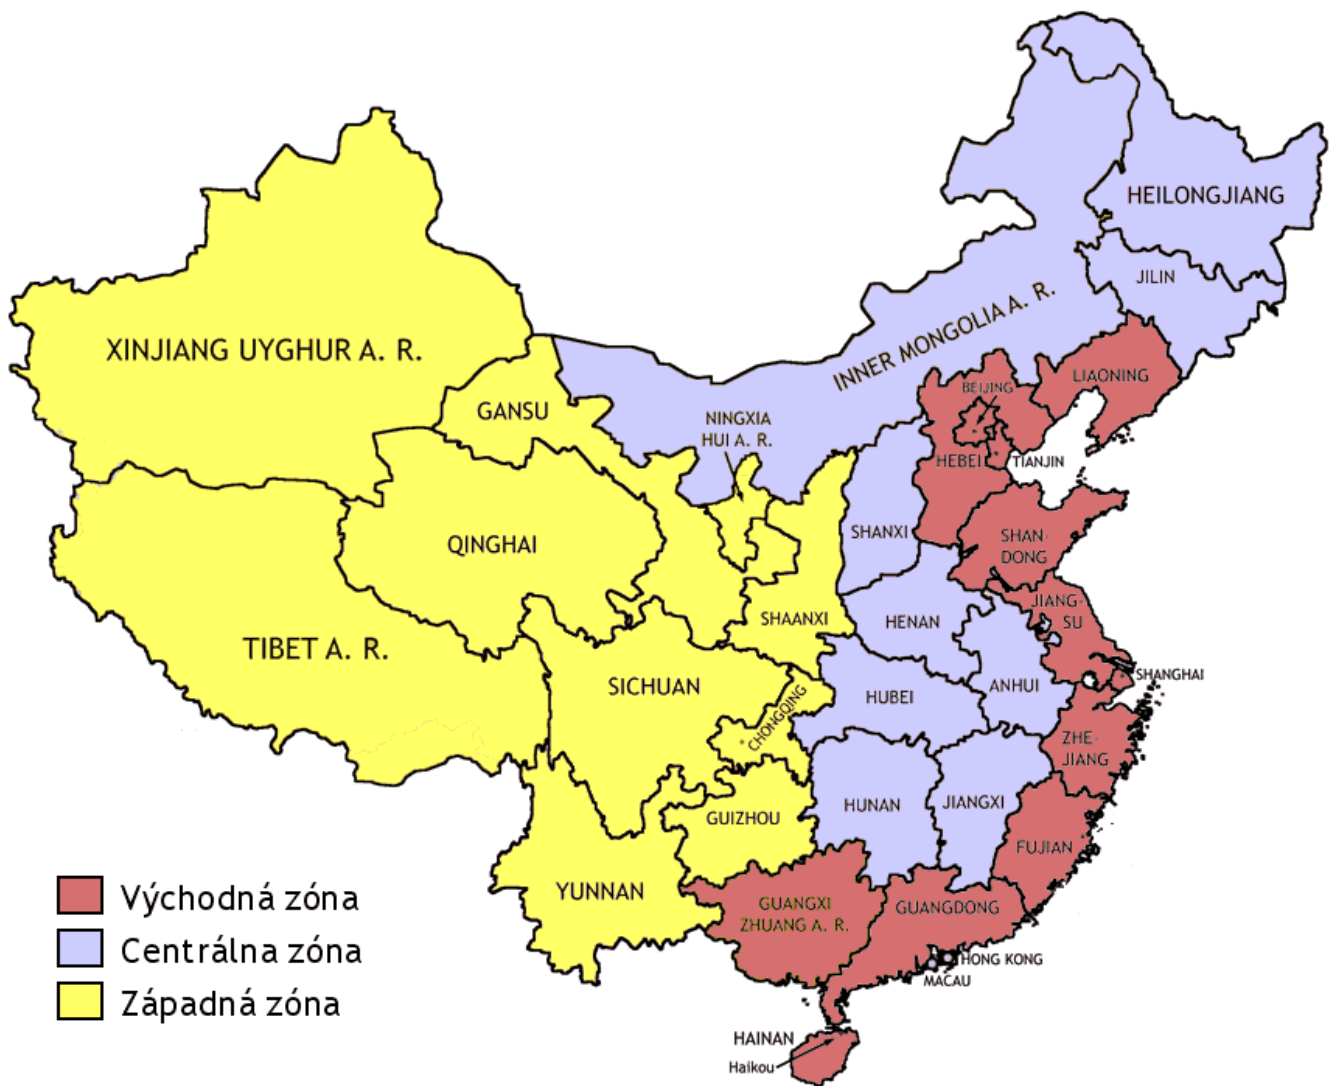 HEILONGJIANG
JILIN
INNER MONGOLIA A. R.
XINJIANG UYGHUR A. R.
LIAONING
BEIJING
GANSU
NINGXIA
HUI A. R.
HEBEI
TIANJIN
SHANXI
QINGHAI
SHAN-
DONG
JIANG-
SU
SHAANXI
HENAN
TIBET A. R.
SHANGHAI
SICHUAN
ANHUI
HUBEI
CHONGQING
ZHE-
JIANG
HUNAN
JIANGXI
GUIZHOU
FUJIAN
YUNNAN
GUANGXI
ZHUANG A. R.
GUANGDONG
HONG KONG
MACAU
HAINAN
Haikou
Východná zóna
Centrálna zóna
Západná zóna